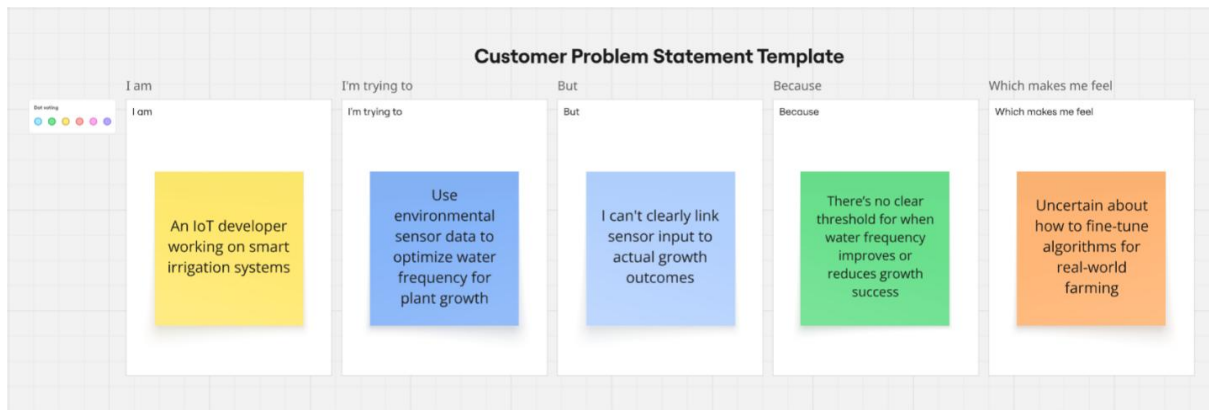 Customer Problem Statement Template
I am
I'm trying to
But
Because
Which makes me feel
Dot voting
I am
I'm trying to
But
Because
Which makes me feel
An IoT developer
working on smart
irrigation systems
Use
environmental
sensor data to
optimize water
frequency for
plant growth
I can't clearly link
sensor input to
actual growth
outcomes
There's no clear
threshold for when
water frequency
improves or
reduces growth
success
Uncertain about
how to fine-tune
algorithms for
real-world
farming